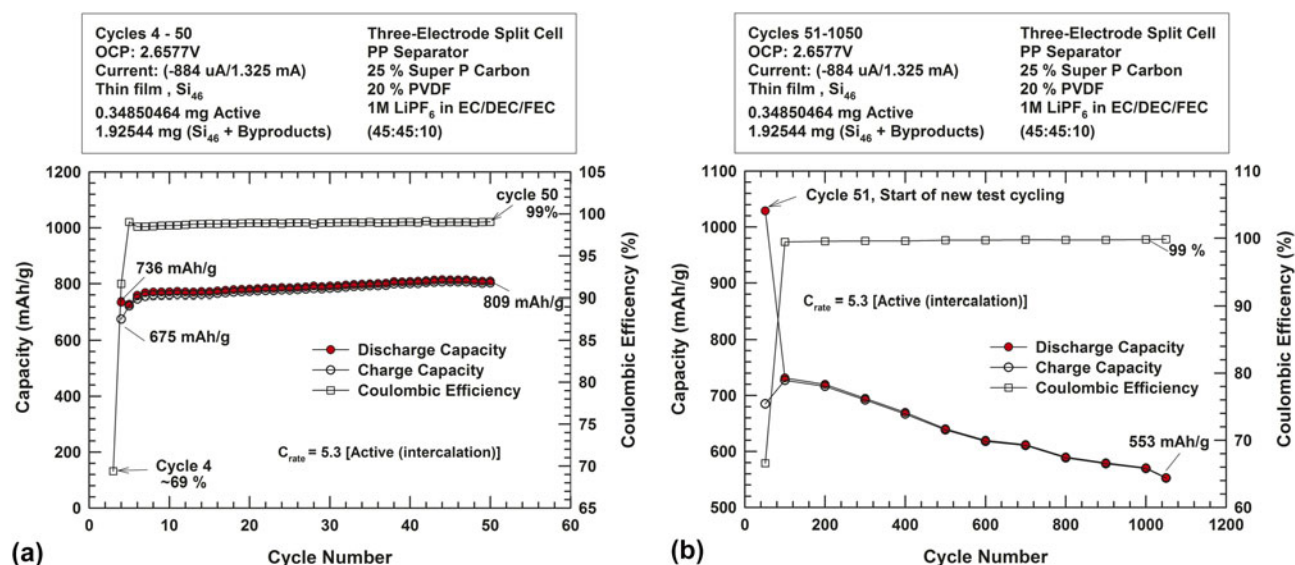 Cycles 4 - 50
OCP: 2.6577V
Current: (-884 uA/1.325 mA)
Thin film , Si46
0.34850464 mg Active
1.92544 mg (Si46 + Byproducts)
Three-Electrode Split Cell
PP Separator
25 % Super P Carbon
20 % PVDF
1M LiPF6 in EC/DEC/FEC
(45:45:10)
1200
1000
800
600
400
200
0
Capacity (mAh/g)
105
100
95
90
85
80
75
70
65
Coulombic Efficency (%)
cycle 50
99%
736 mAh/g
809 mAh/g
675 mAh/g
Discharge Capacity
Charge Capacity
Coulombic Efficiency
Crate = 5.3 [Active (intercalation)]
Cycle 4
~69 %
0 10 20 30 40 50 60
Cycle Number
(a)
Cycles 51-1050
OCP: 2.6577V
Current: (-884 uA/1.325 mA)
Thin film , Si46
0.34850464 mg Active
1.92544 mg (Si46 + Byproducts)
Three-Electrode Split Cell
PP Separator
25 % Super P Carbon
20 % PVDF
1M LiPF6 in EC/DEC/FEC
(45:45:10)
1100
1000
900
800
700
600
500
Capacity (mAh/g)
110
100
90
80
70
60
Coulombic Efficency (%)
Cycle 51, Start of new test cycling
99 %
Crate = 5.3 [Active (intercalation)]
Discharge Capacity
Charge Capacity
Coulombic Efficiency
553 mAh/g
0 200 400 600 800 1000 1200
Cycle Number
(b)